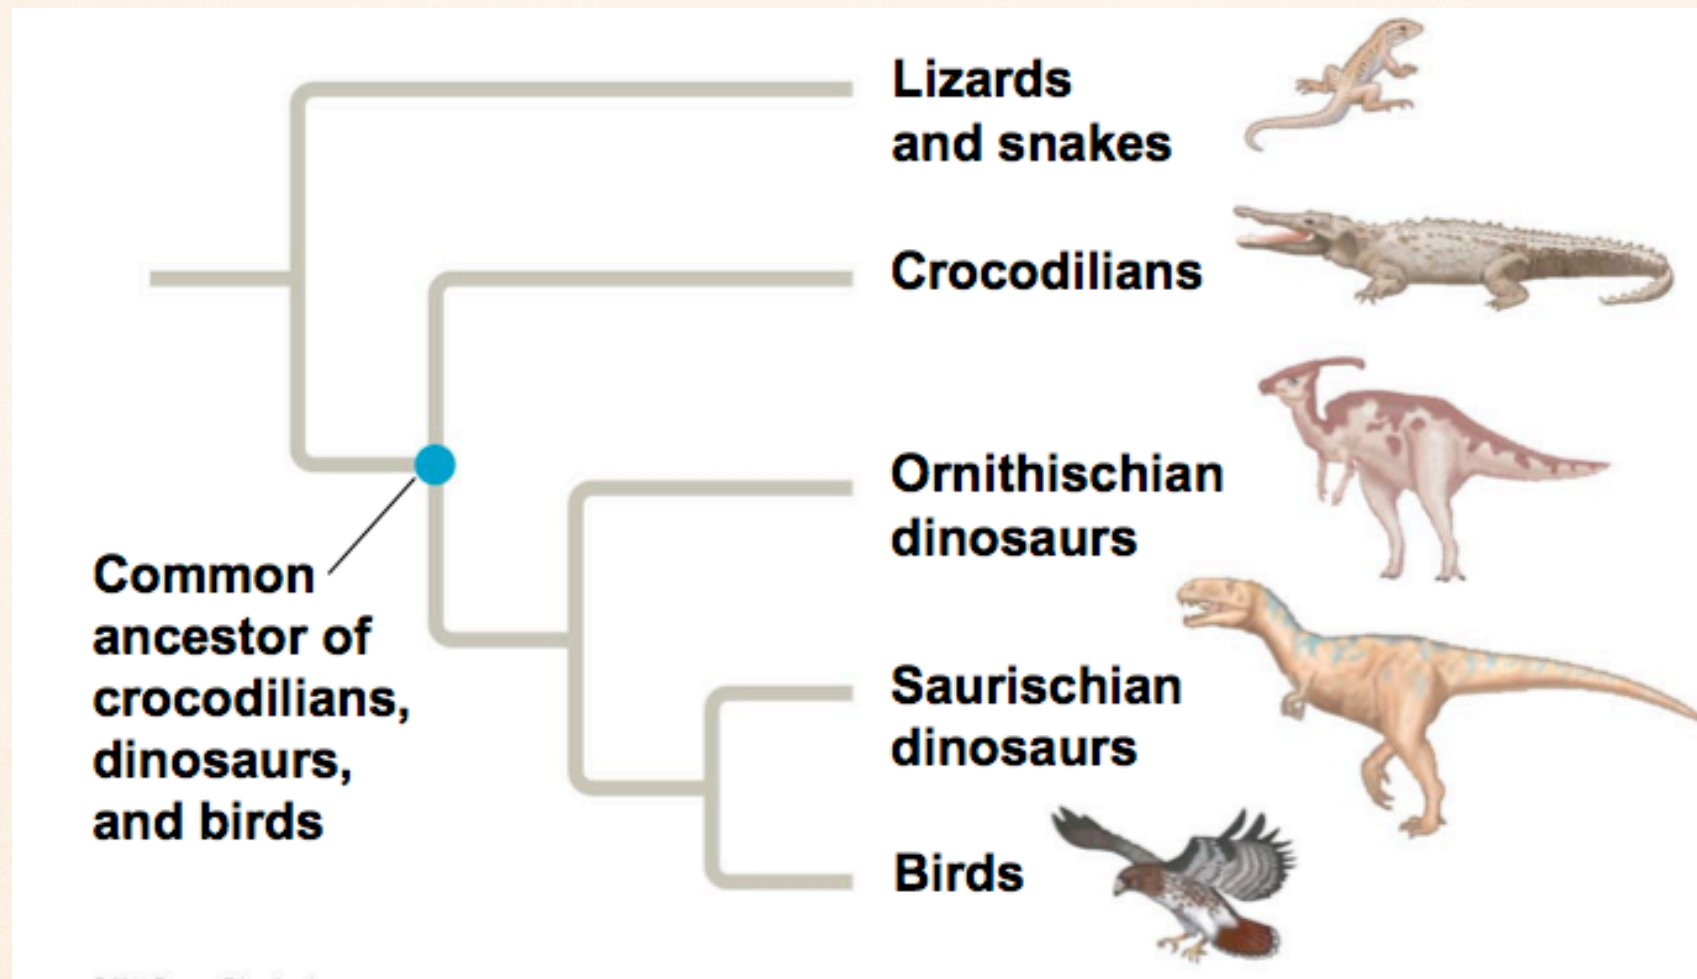 Lizards
and snakes
Crocodilians
Ornithischian
dinosaurs
Saurischian
dinosaurs
Birds
Common
ancestor of
crocodilians,
dinosaurs,
and birds